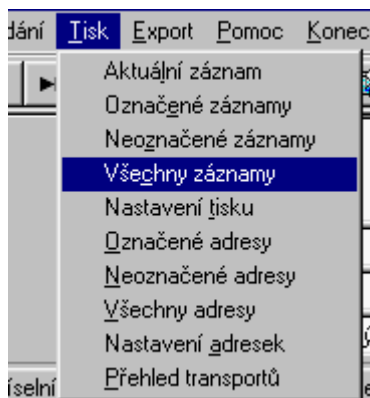 dání Tisk Export Pomoc Konec
Aktuální záznam
Označené záznamy
Neoznačené záznamy
Všechny záznamy
Nastavení tisku
Označené adresy
Neoznačené adresy
Všechny adresy
Nastavení adresek
Přehled transportů
íselní